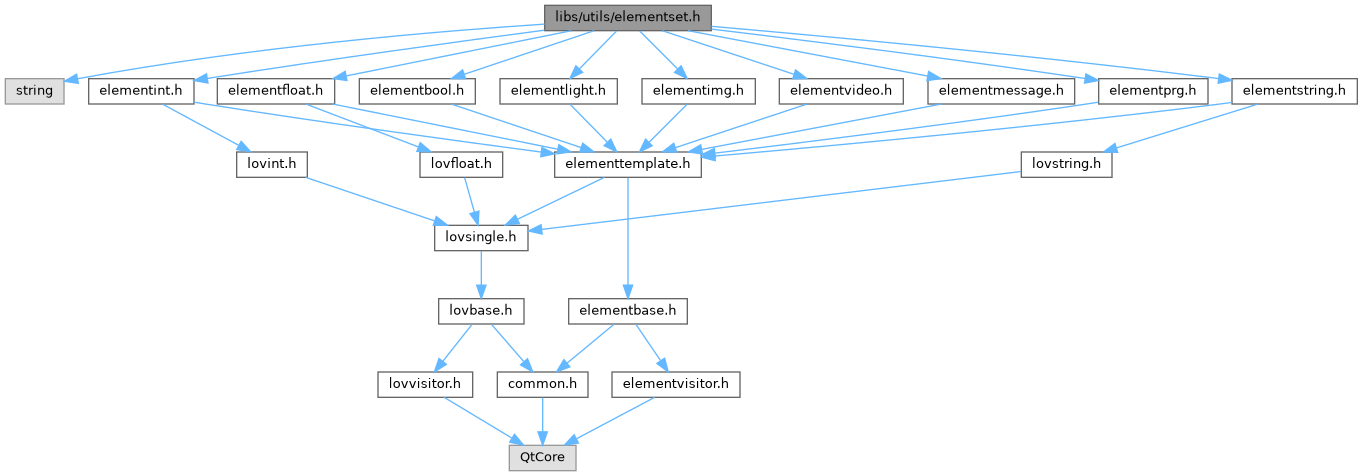 libs/utils/elementset.h
string
elementint.h
elementfloat.h
elementbool.h
elementlight.h
elementimg.h
elementvideo.h
elementmessage.h
elementprg.h
elementstring.h
lovint.h
lovfloat.h
elementtemplate.h
lovstring.h
lovsingle.h
lovbase.h
elementbase.h
lovvisitor.h
common.h
elementvisitor.h
QtCore